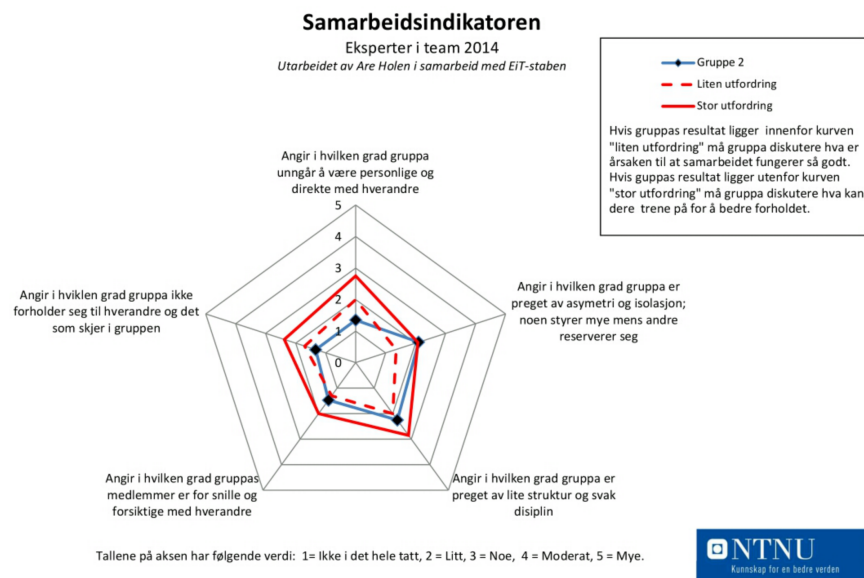 Samarbeidsindikatoren
Eksperter i team 2014
Utarbeidet av Are Holen i samarbeid med EiT-staben
Gruppe 2
Liten utfordring
Stor utfordring
Hvis gruppas resultat ligger innenfor kurven
"liten utfordring" må gruppa diskutere hva er
årsaken til at samarbeidet fungerer så godt.
Hvis guppas resultat ligger utenfor kurven
"stor utfordring" må gruppa diskutere hva kan
dere trene på for å bedre forholdet.
Angir i hvilken grad gruppa
unngår å være personlige og
direkte med hverandre
5
4
3
2
1
0
Angir i hvilken grad gruppa er
preget av asymetri og isolasjon;
noen styrer mye mens andre
reserverer seg
Angir i hviklen grad gruppa ikke
forholder seg til hverandre og det
som skjer i gruppen
Angir i hvilken grad gruppas
medlemmer er for snille og
forsiktige med hverandre
Angir i hvilken grad gruppa er
preget av lite struktur og svak
disiplin
Tallene på aksen har følgende verdi: 1= Ikke i det hele tatt, 2 = Litt, 3 = Noe, 4 = Moderat, 5 = Mye.
NTNU
Kunnskap for en bedre verden